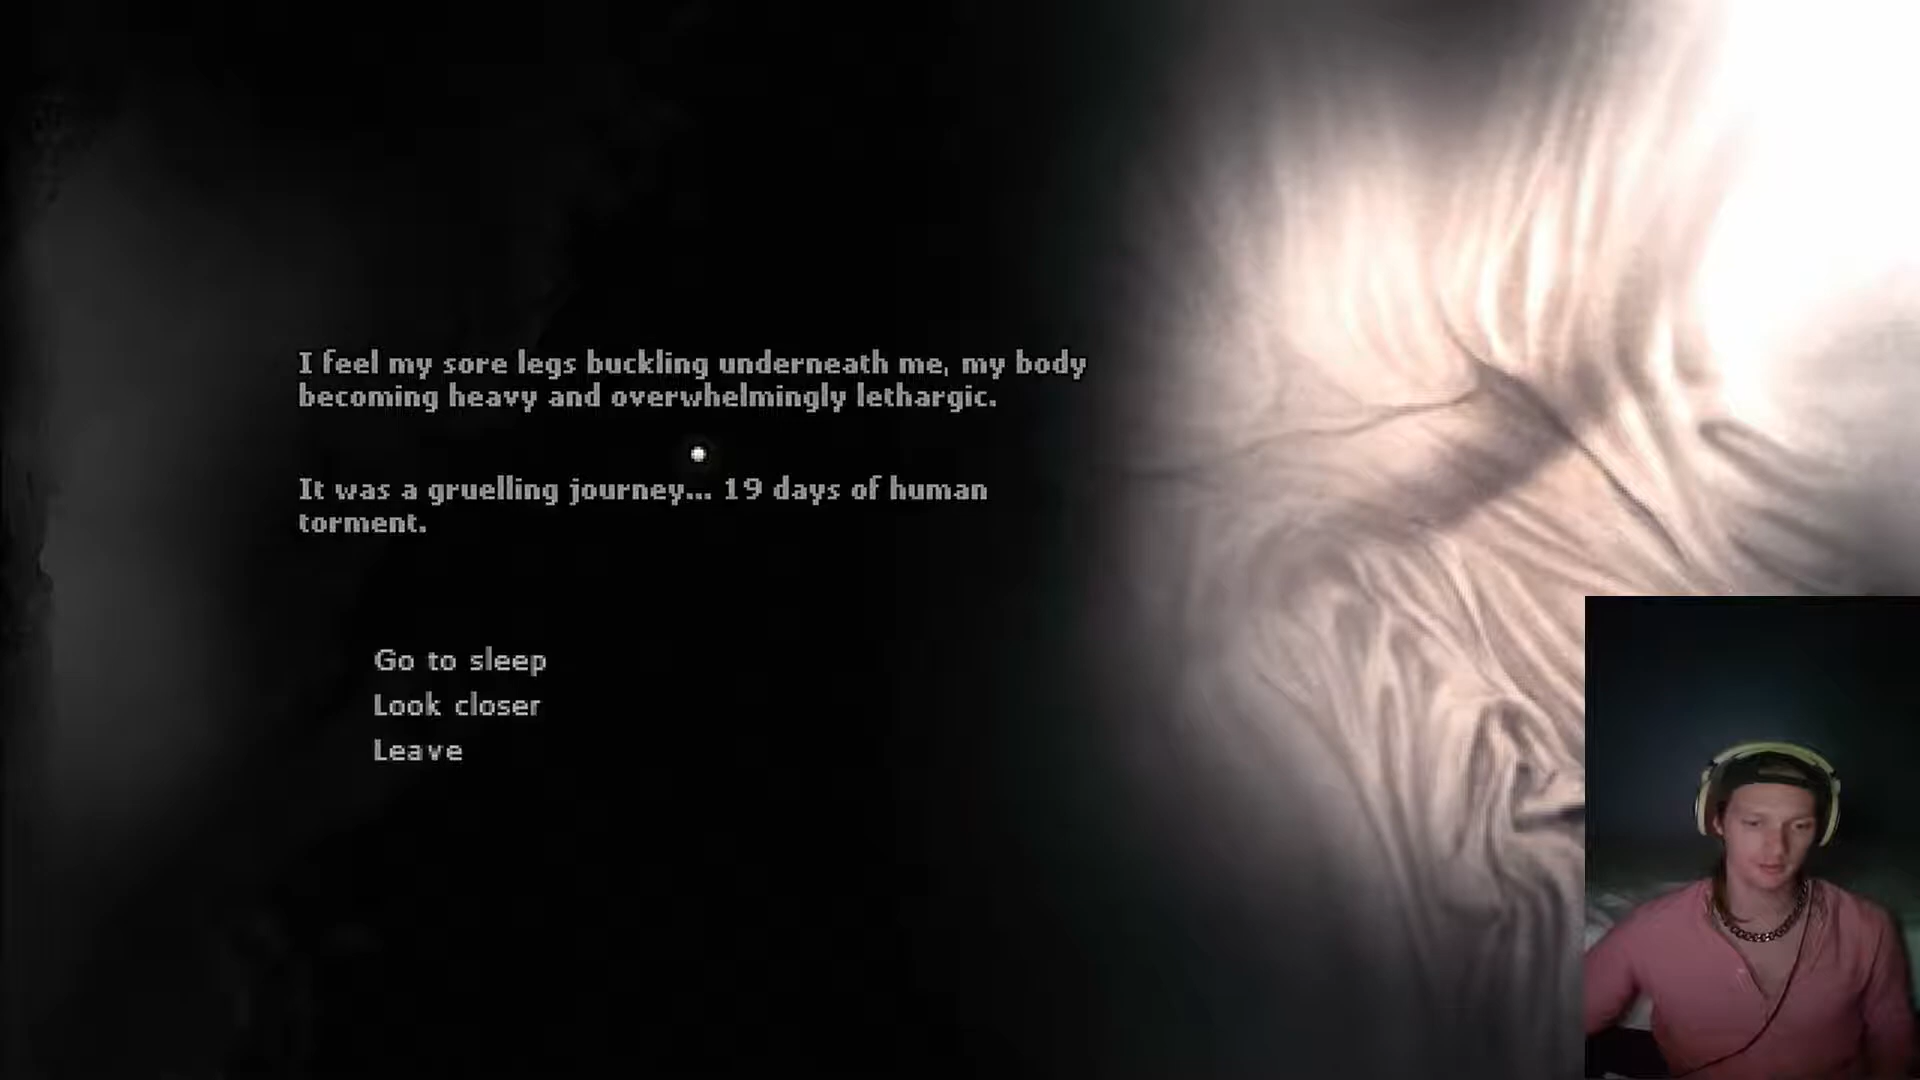 I feel my sore legs buckling underneath me, my body
becoming heavy and overwhelmingly lethargic.
It was a gruelling journey... 19 days of human
torment.
Go to sleep
Look closer
Leave